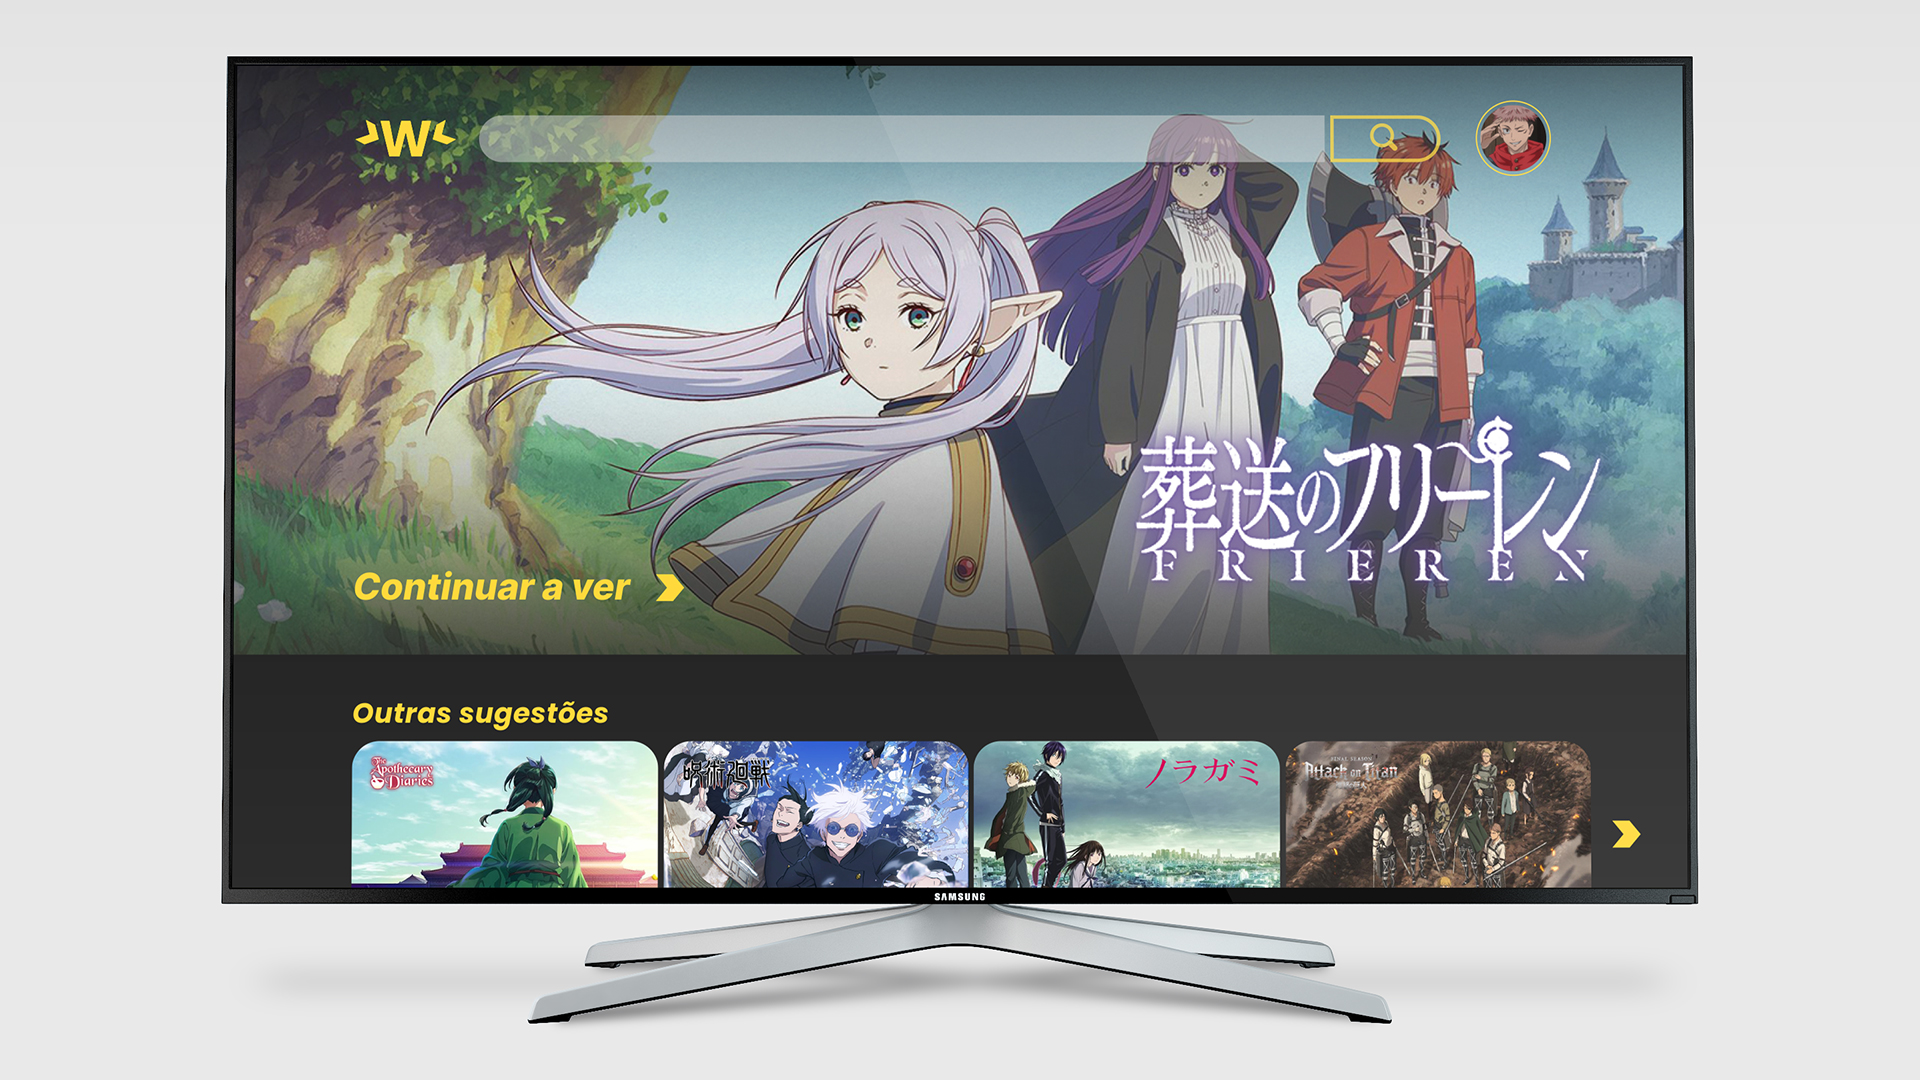 W
葬送のフリーレン
FRIEREN
Continuar a ver
Outras sugestões
The
Apothecary
Diaries
呪術廻戦
ノラガミ
FINAL SEASON
Attack on Titan
SAMSUNG